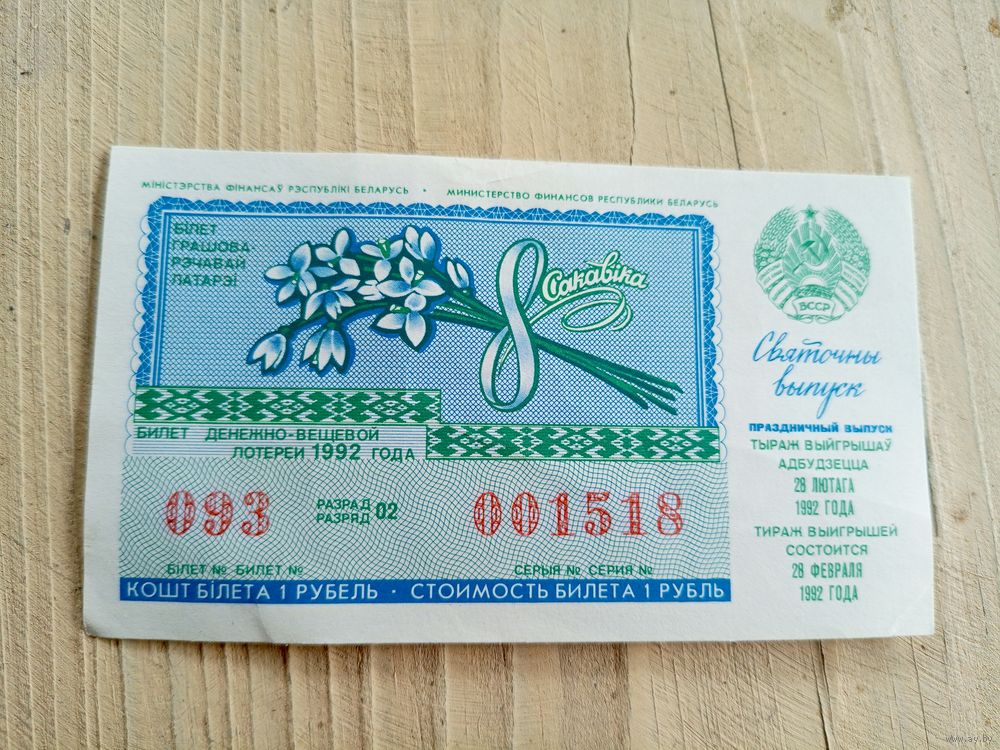 МІНІСТЭРСТВА ФІНАНСАЎ РЭСПУБЛІКІ БЕЛАРУСЬ • МИНИСТЕРСТВО ФИНАНСОВ РЕСПУБЛИКИ БЕЛАРУСЬ
БІЛЕТ
ГРАШОВА-
РЭЧАВАЙ
ЛАТАРЭІ
8 Сакавіка
БИЛЕТ ДЕНЕЖНО-ВЕЩЕВОЙ
ЛОТЕРЕИ 1992 ГОДА
093
РАЗРАД
РАЗРЯД 02
001518
БІЛЕТ № БИЛЕТ №
СЕРЫЯ № СЕРИЯ №
КОШТ БІЛЕТА 1 РУБЕЛЬ · СТОИМОСТЬ БИЛЕТА 1 РУБЛЬ
БССР
Святочны
выпуск
ПРАЗДНИЧНЫЙ ВЫПУСК
ТЫРАЖ ВЫЙГРЫШАЎ
АДБУДЗЕЦЦА
28 ЛЮТАГА
1992 ГОДА
ТИРАЖ ВЫИГРЫШЕЙ
СОСТОИТСЯ
28 ФЕВРАЛЯ
1992 ГОДА
www.ay.by